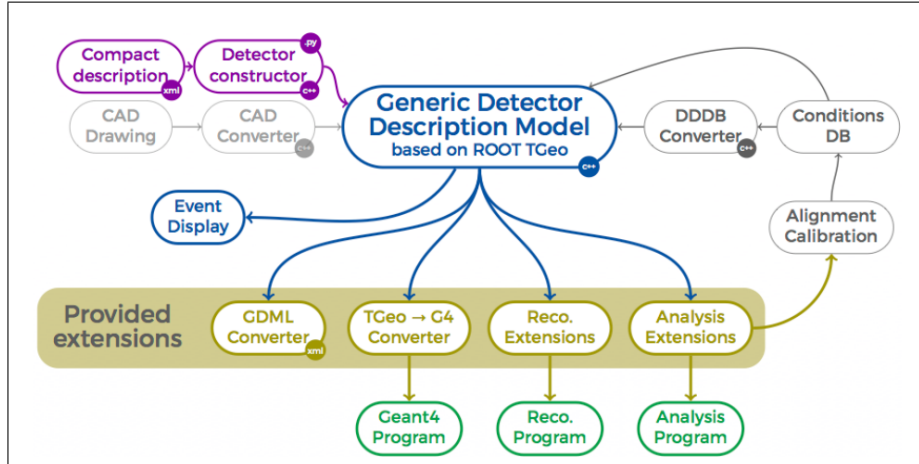 Compact
description
xml
Detector
constructor
.py
c++
CAD
Drawing
CAD
Converter
c++
Generic Detector
Description Model
based on ROOT TGeo
c++
DDDB
Converter
c++
Conditions
DB
Event
Display
Alignment
Calibration
Provided
extensions
GDML
Converter
xml
TGeo → G4
Converter
Reco.
Extensions
Analysis
Extensions
Geant4
Program
Reco.
Program
Analysis
Program